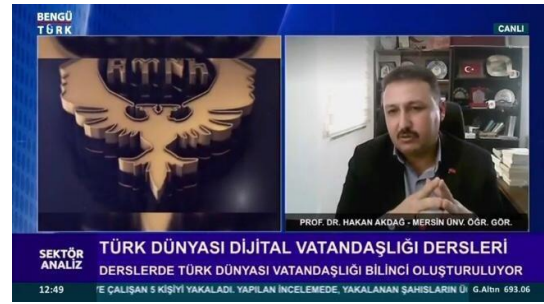 BENGÜ
TÜRK
CANLI
PROF. DR. HAKAN AKDAĞ - MERSİN ÜNV. ÖĞR. GÖR.
SEKTÖR
ANALİZ
TÜRK DÜNYASI DİJİTAL VATANDAŞLIĞI DERSLERİ
DERSLERDE TÜRK DÜNYASI VATANDAŞLIĞI BİLİNCİ OLUŞTURULUYOR
12:49 'E ÇALIŞAN 5 KİŞİYİ YAKALADI. YAPILAN İNCELEMEDE, YAKALANAN ŞAHISLARIN G.Altn 693.06